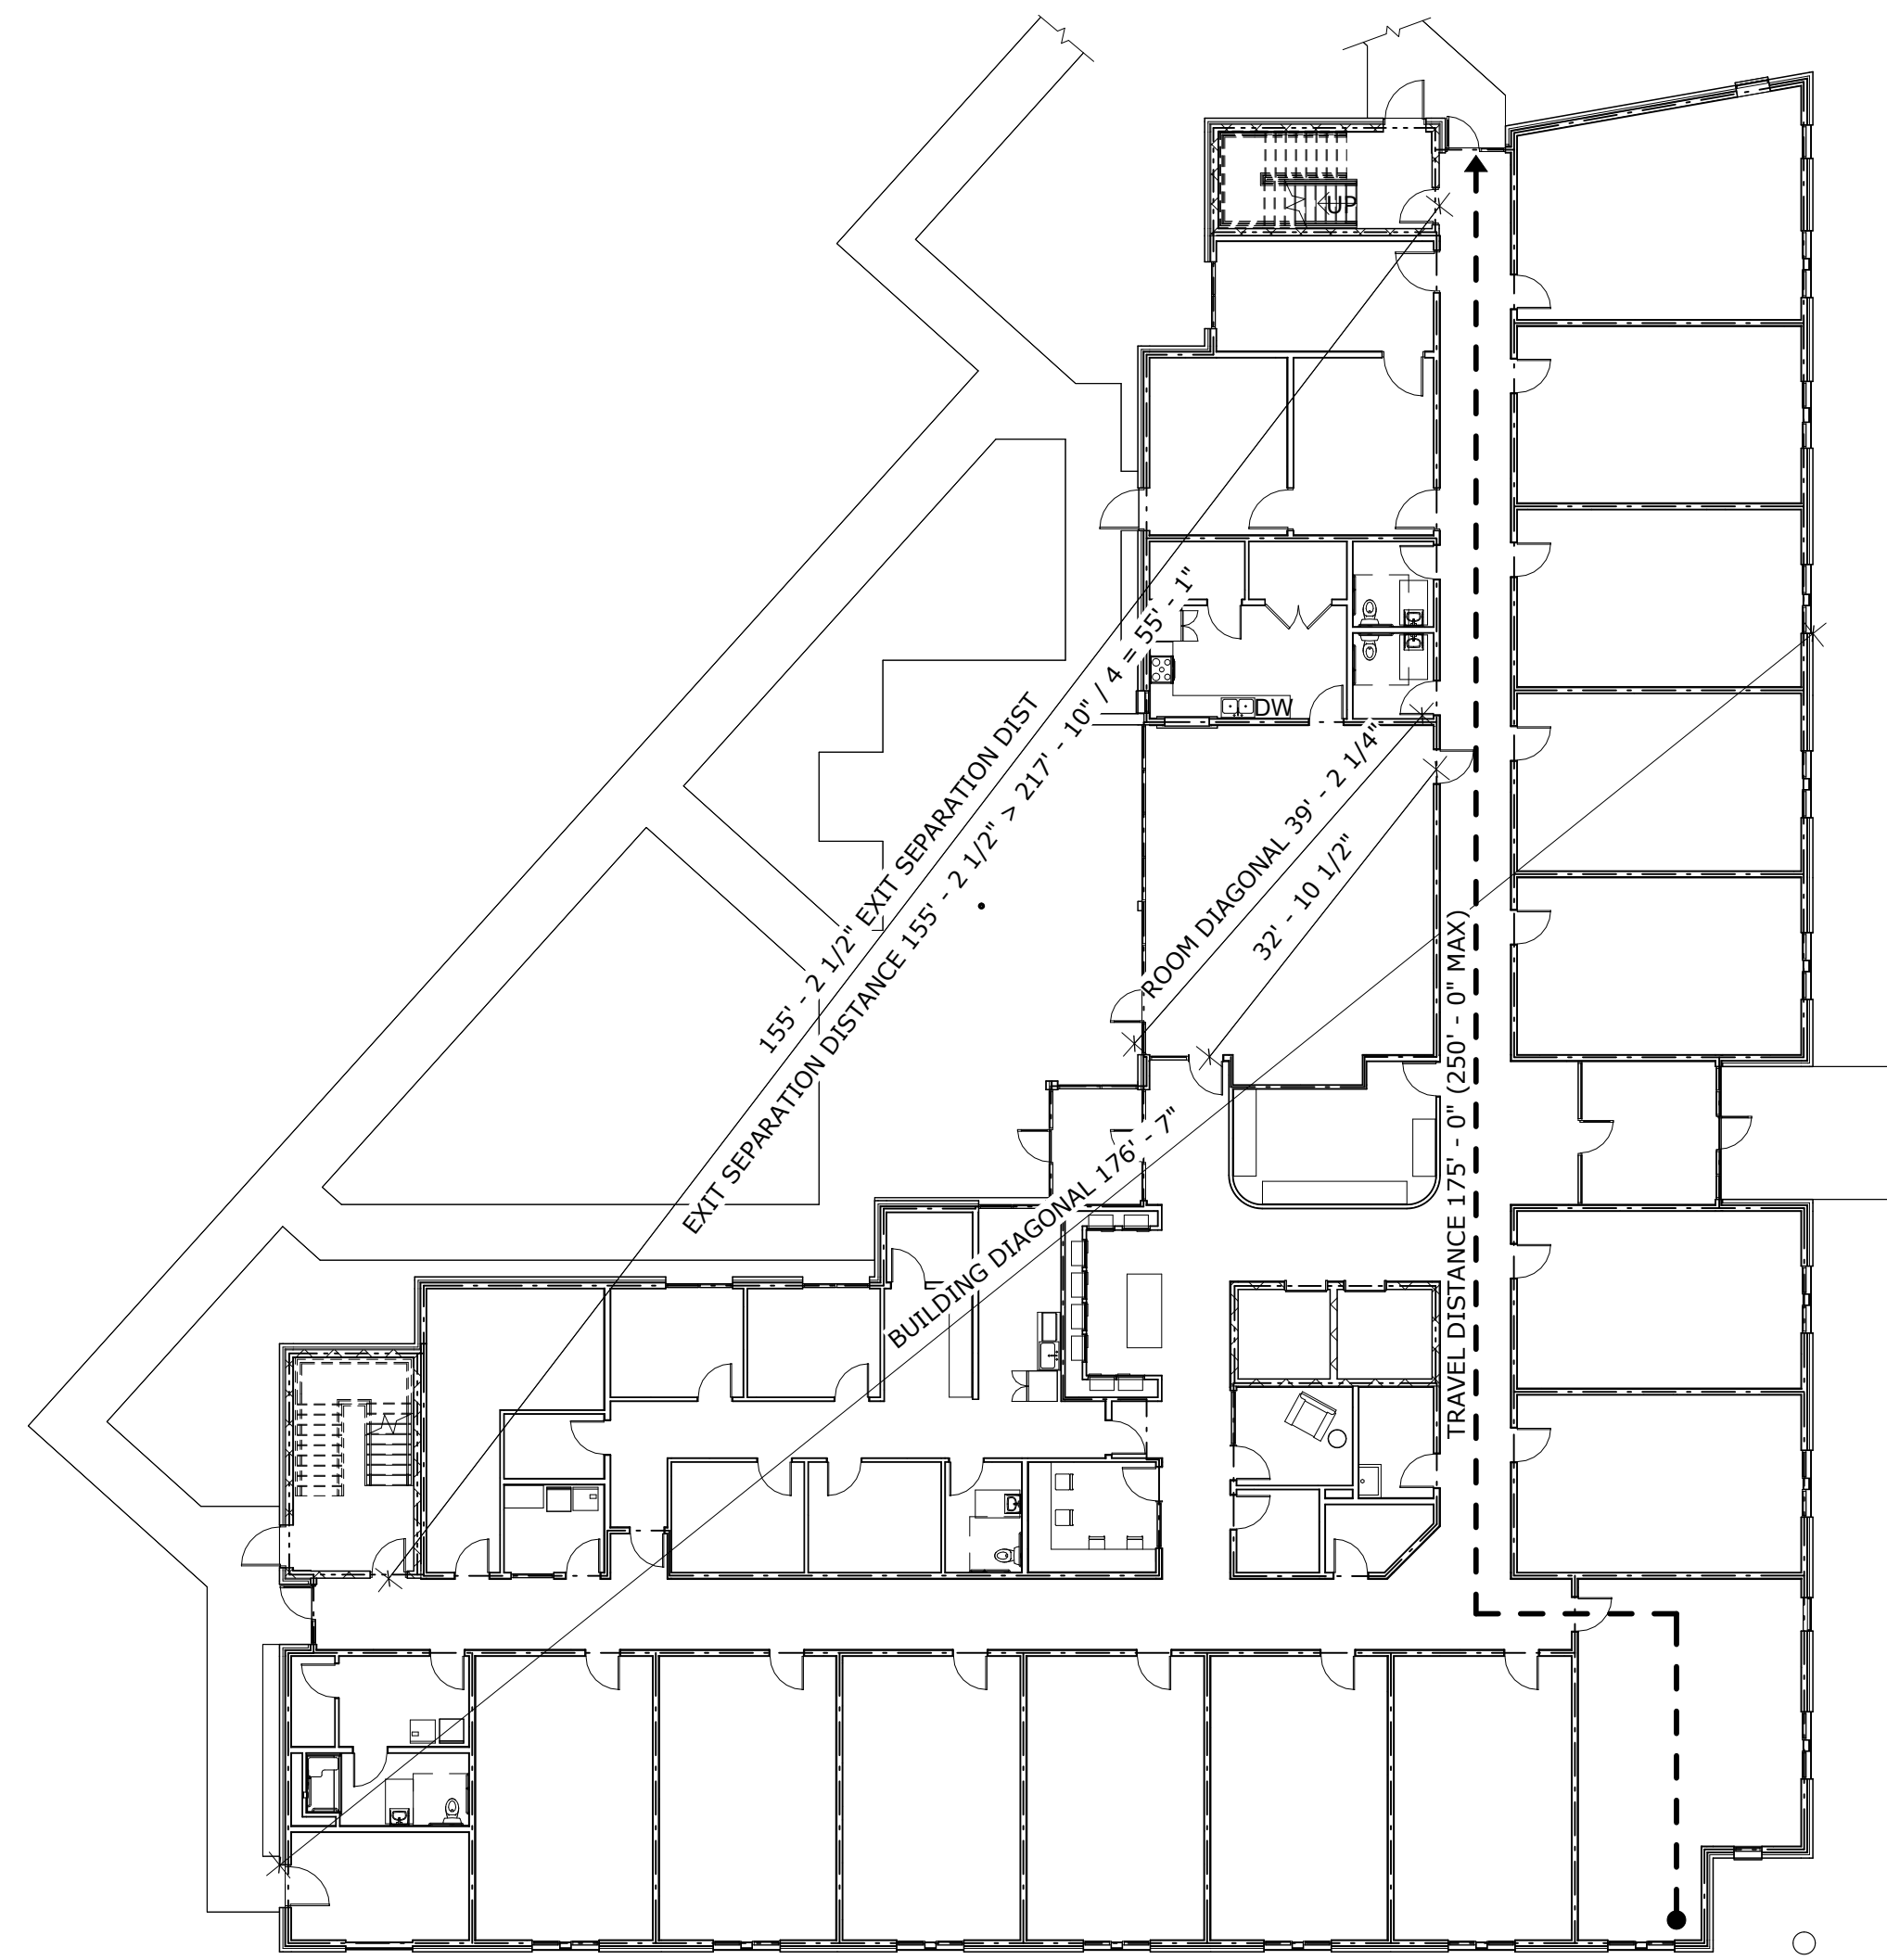 UP
DW
155' - 2 1/2" EXIT SEPARATION DIST
EXIT SEPARATION DISTANCE 155' - 2 1/2" > 217' - 10" / 4 = 55' - 1"
ROOM DIAGONAL 39' - 2 1/4"
32' - 10 1/2"
BUILDING DIAGONAL 176' - 7"
TRAVEL DISTANCE 175' - 0" (250' - 0" MAX)